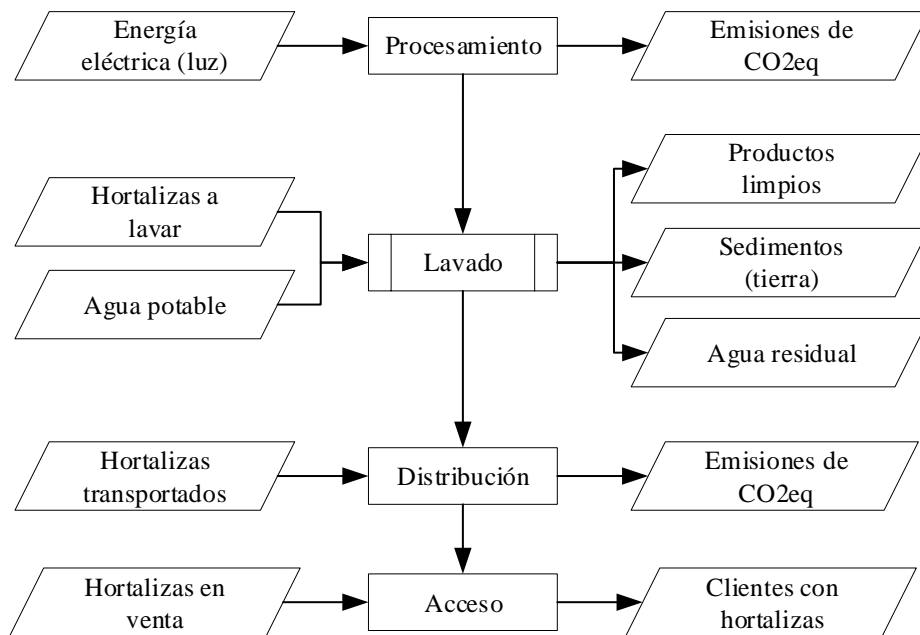 Energía
eléctrica (luz)
Procesamiento
Emisiones de
CO2eq
Hortalizas a
lavar
Agua potable
Lavado
Productos
limpios
Sedimentos
(tierra)
Agua residual
Hortalizas
transportados
Distribución
Emisiones de
CO2eq
Hortalizas en
venta
Acceso
Clientes con
hortalizas